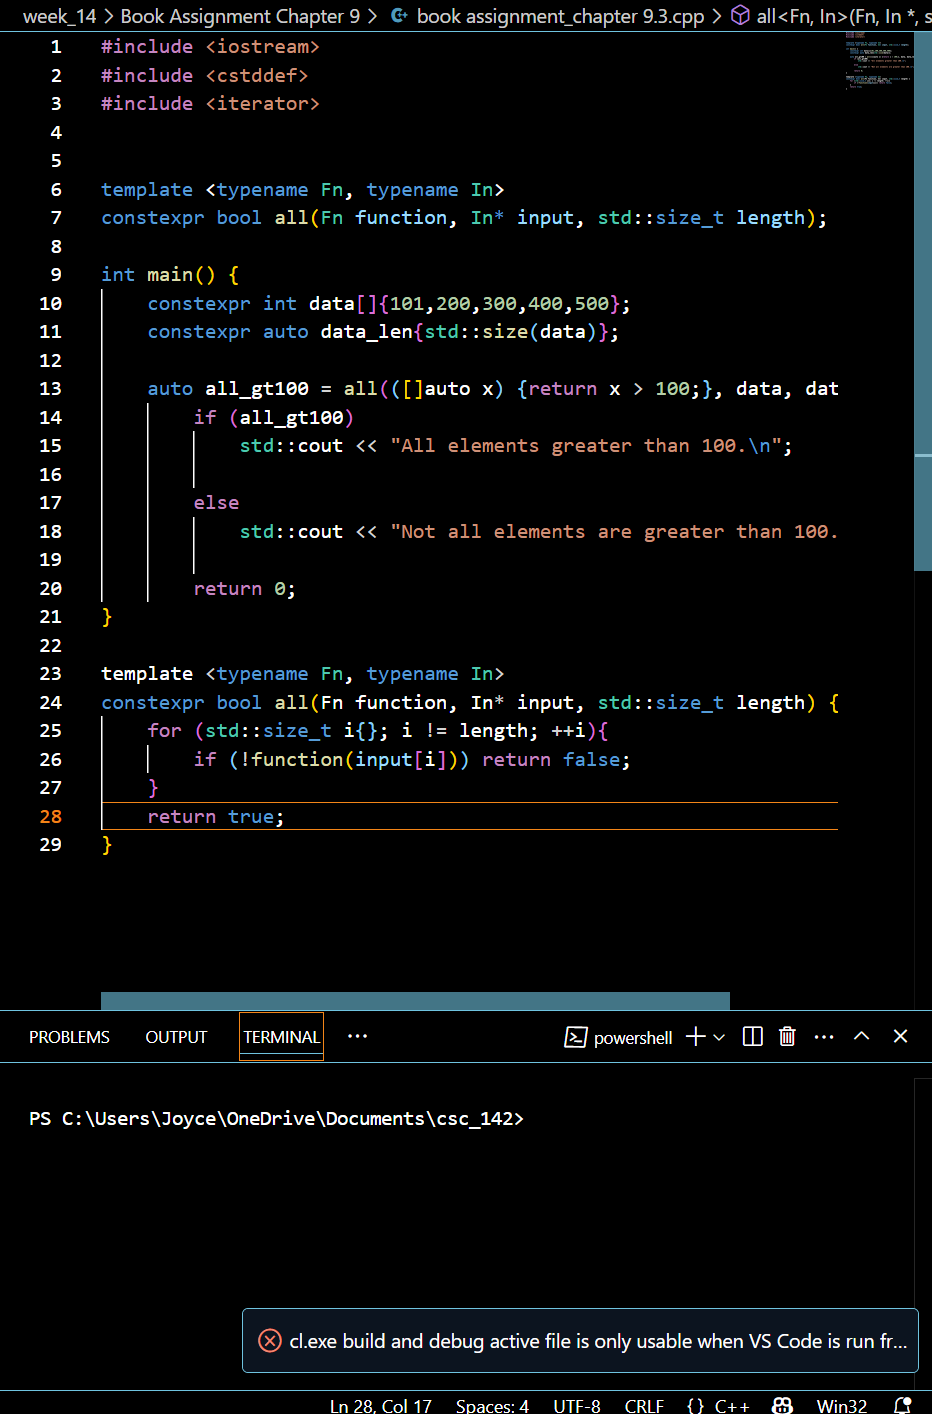 week_14 > Book Assignment Chapter 9 > book assignment_chapter 9.3.cpp > all<Fn, In>(Fn, In *, s
1 #include <iostream>
2 #include <cstddef>
3 #include <iterator>
4
5
6 template <typename Fn, typename In>
7 constexpr bool all(Fn function, In* input, std::size_t length);
8
9 int main() {
10 constexpr int data[]{101,200,300,400,500};
11 constexpr auto data_len{std::size(data)};
12
13 auto all_gt100 = all(([]auto x) {return x > 100;}, data, dat
14 if (all_gt100)
15 std::cout << "All elements greater than 100.\n";
16
17 else
18 std::cout << "Not all elements are greater than 100.
19
20 return 0;
21 }
22
23 template <typename Fn, typename In>
24 constexpr bool all(Fn function, In* input, std::size_t length) {
25 for (std::size_t i{}; i != length; ++i){
26 if (!function(input[i])) return false;
27 }
28 return true;
29 }
PROBLEMS OUTPUT TERMINAL ··· powershell
PS C:\Users\Joyce\OneDrive\Documents\csc_142>
cl.exe build and debug active file is only usable when VS Code is run fr...
Ln 28, Col 17 Spaces: 4 UTF-8 CRLF {} C++ Win32